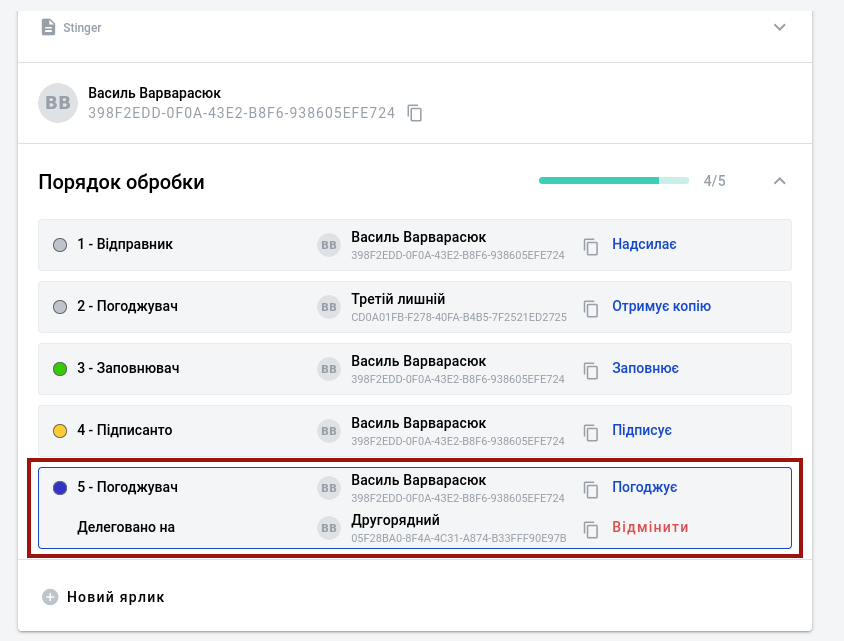 Stinger
BB
Василь Варварасюк
398F2EDD-0F0A-43E2-B8F6-938605EFE724
Порядок обробки
4/5
1 - Відправник
BB
Василь Варварасюк
398F2EDD-0F0A-43E2-B8F6-938605EFE724
Надсилає
2 - Погоджувач
BB
Третій лишній
CD0A01FB-F278-40FA-B4B5-7F2521ED2725
Отримує копію
3 - Заповнювач
BB
Василь Варварасюк
398F2EDD-0F0A-43E2-B8F6-938605EFE724
Заповнює
4 - Підписанто
BB
Василь Варварасюк
398F2EDD-0F0A-43E2-B8F6-938605EFE724
Підписує
5 - Погоджувач
BB
Василь Варварасюк
398F2EDD-0F0A-43E2-B8F6-938605EFE724
Погоджує
Делеговано на
BB
Другорядний
05F28BA0-8F4A-4C31-A874-B33FFF90E97B
Відмінити
Новий ярлик